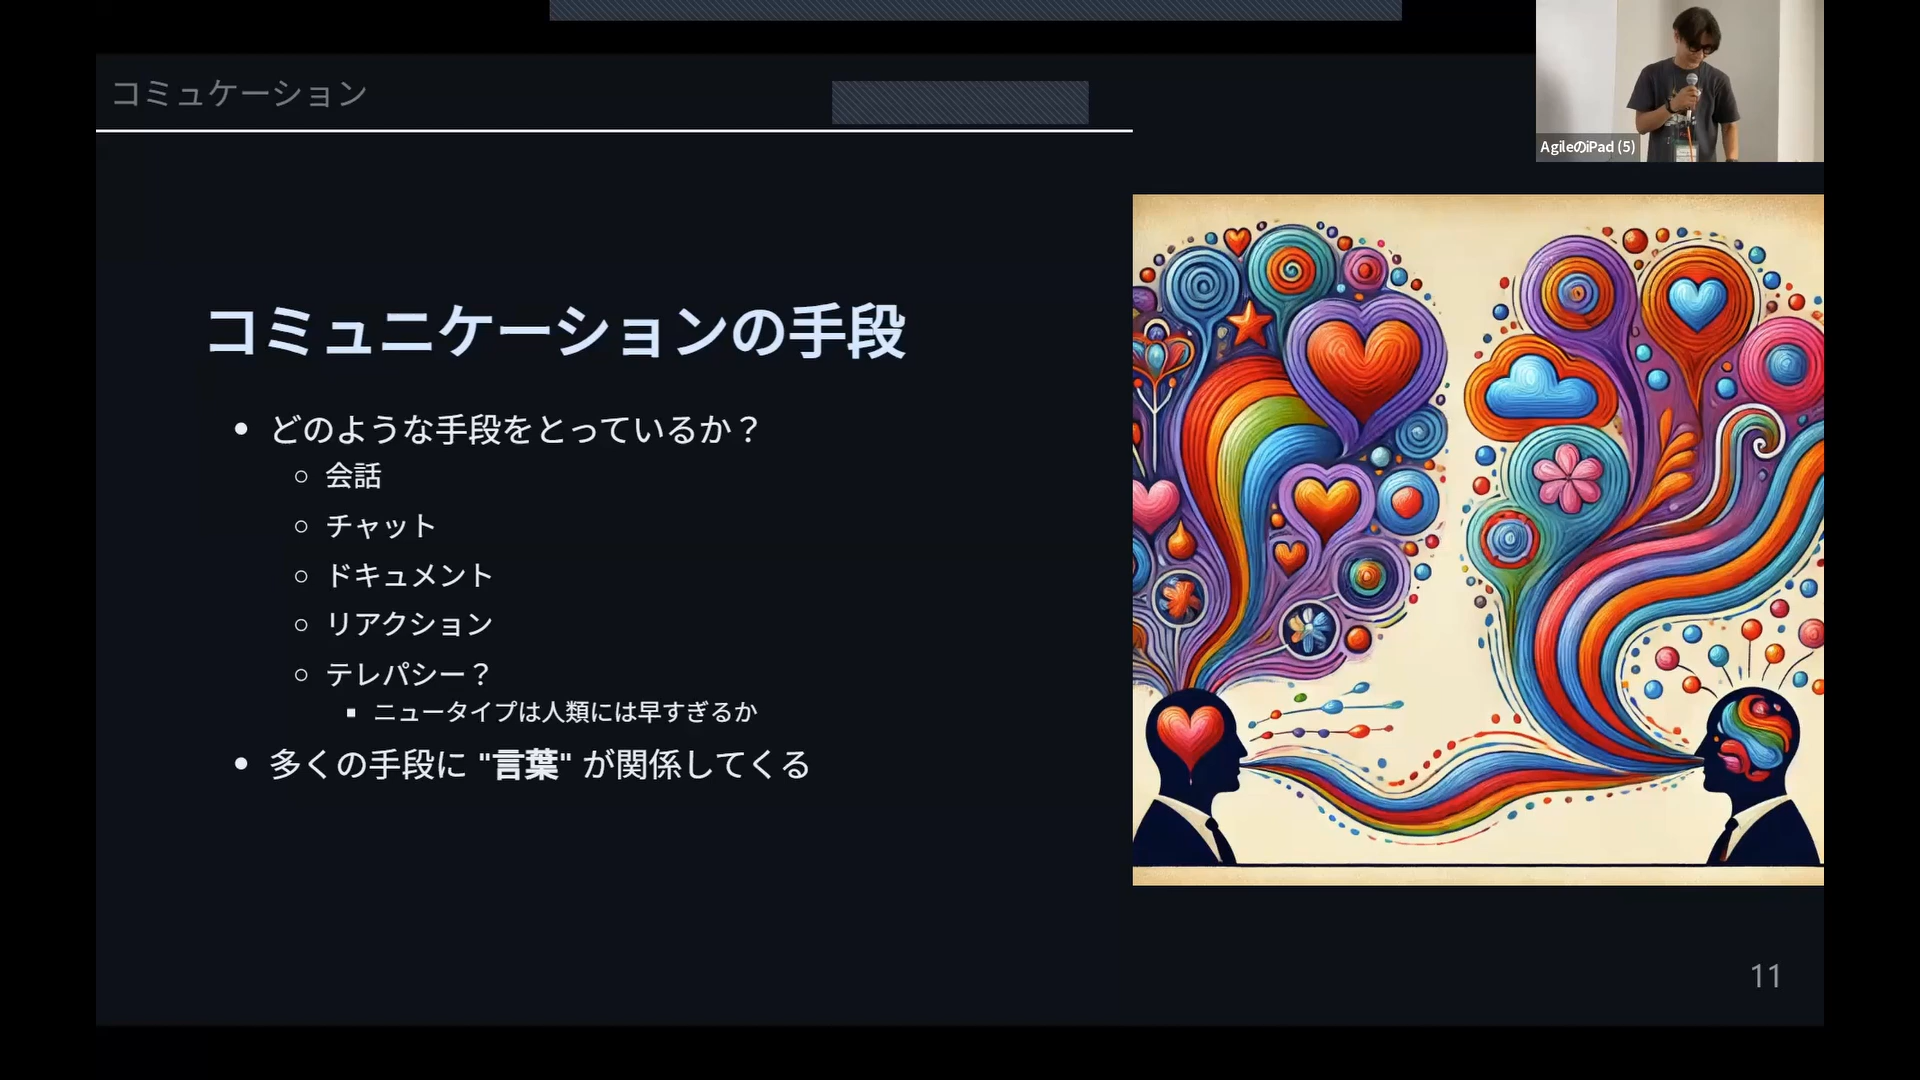 コミュケーション
AgileのiPad (5)
コミュニケーションの手段
どのような手段をとっているか？
会話
チャット
ドキュメント
リアクション
テレパシー？
ニュータイプは人類には早すぎるか
多くの手段に "言葉" が関係してくる
11